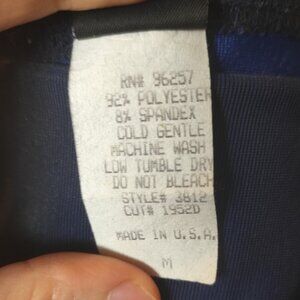 RN# 96257
92% POLYESTER
8% SPANDEX
COLD GENTLE
MACHINE WASH
LOW TUMBLE DRY
DO NOT BLEACH
STYLE# 3812
CUT# 1952D
MADE IN U.S.A.
M